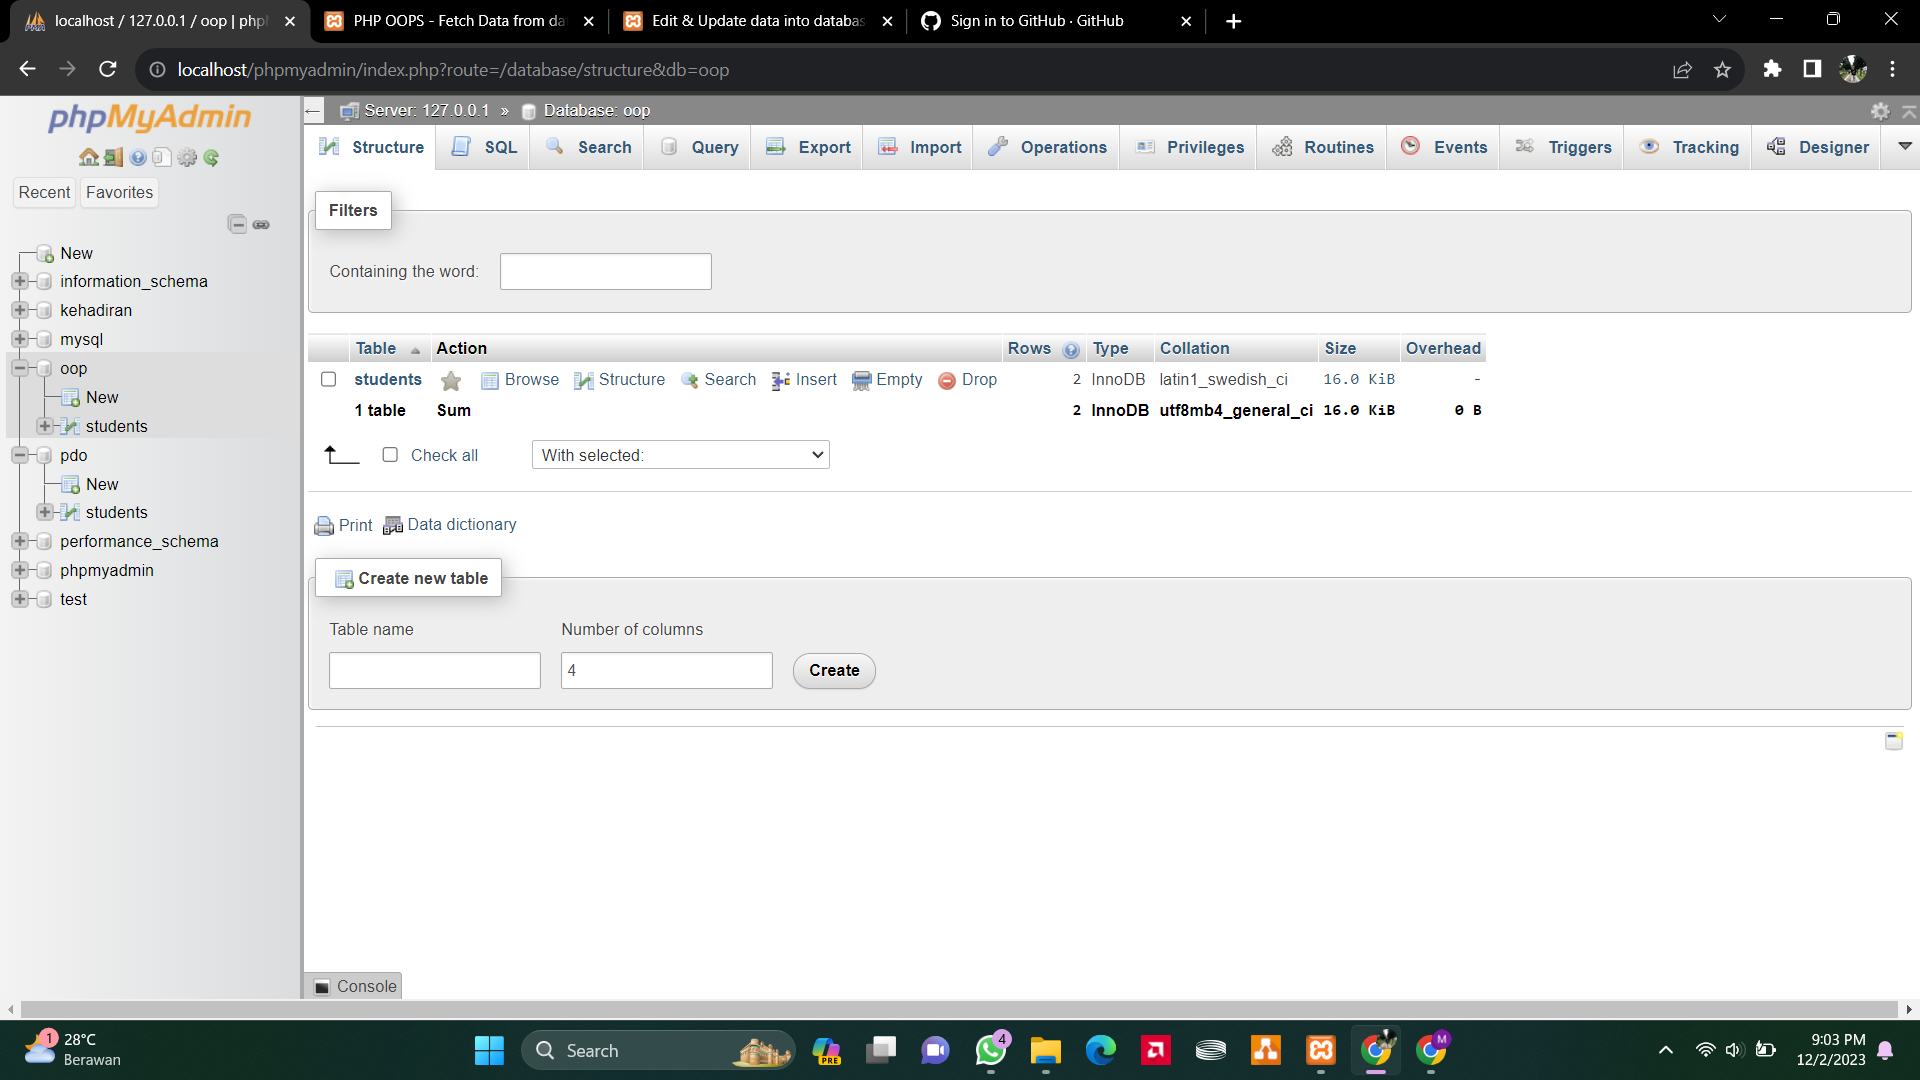 localhost / 127.0.0.1 / oop | php
PHP OOPS - Fetch Data from da
Edit & Update data into databas
Sign in to GitHub · GitHub
localhost/phpmyadmin/index.php?route=/database/structure&db=oop
phpMyAdmin
Recent
Favorites
New
information_schema
kehadiran
mysql
oop
New
students
pdo
New
students
performance_schema
phpmyadmin
test
Server: 127.0.0.1 » Database: oop
Structure
SQL
Search
Query
Export
Import
Operations
Privileges
Routines
Events
Triggers
Tracking
Designer
Filters
Containing the word:
Table Action Rows Type Collation Size Overhead
students Browse Structure Search Insert Empty Drop 2 InnoDB latin1_swedish_ci 16.0 KiB -
1 table Sum 2 InnoDB utf8mb4_general_ci 16.0 KiB 0 B
Check all
With selected:
Print Data dictionary
Create new table
Table name
Number of columns
4
Create
Console
1
28°C
Berawan
Search
PRE
4
M
9:03 PM
12/2/2023